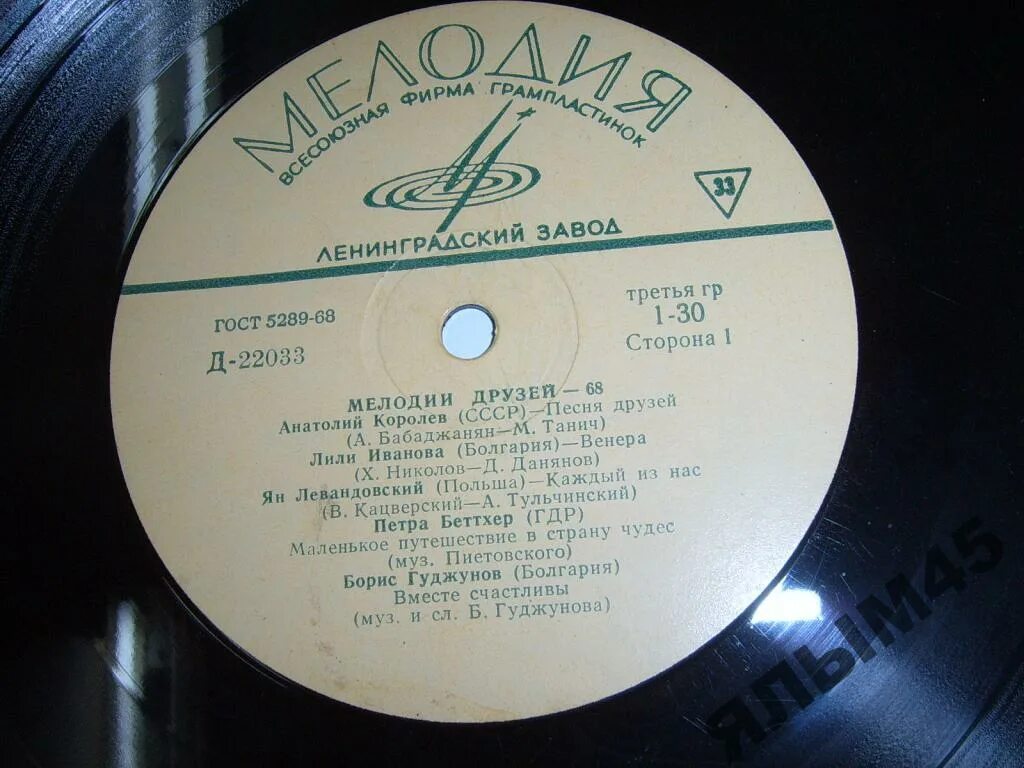 МЕЛОДИЯ
ВСЕСОЮЗНАЯ ФИРМА ГРАМПЛАСТИНОК
33
ЛЕНИНГРАДСКИЙ ЗАВОД
ГОСТ 5289-68
Д-22033
третья гр
1-30
Сторона 1
МЕЛОДИИ ДРУЗЕЙ — 68
Анатолий Королев (СССР)—Песня друзей
(А. Бабаджанян—М. Танич)
Лили Иванова (Болгария)—Венера
(Х. Николов—Д. Данянов)
Ян Левандовский (Польша)—Каждый из нас
(В. Кацверский—А. Тульчинский)
Петра Беттхер (ГДР)
Маленькое путешествие в страну чудес
(муз. Пиетовского)
Борис Гуджунов (Болгария)
Вместе счастливы
(муз. и сл. Б. Гуджунова)
ЯЛЫМ45